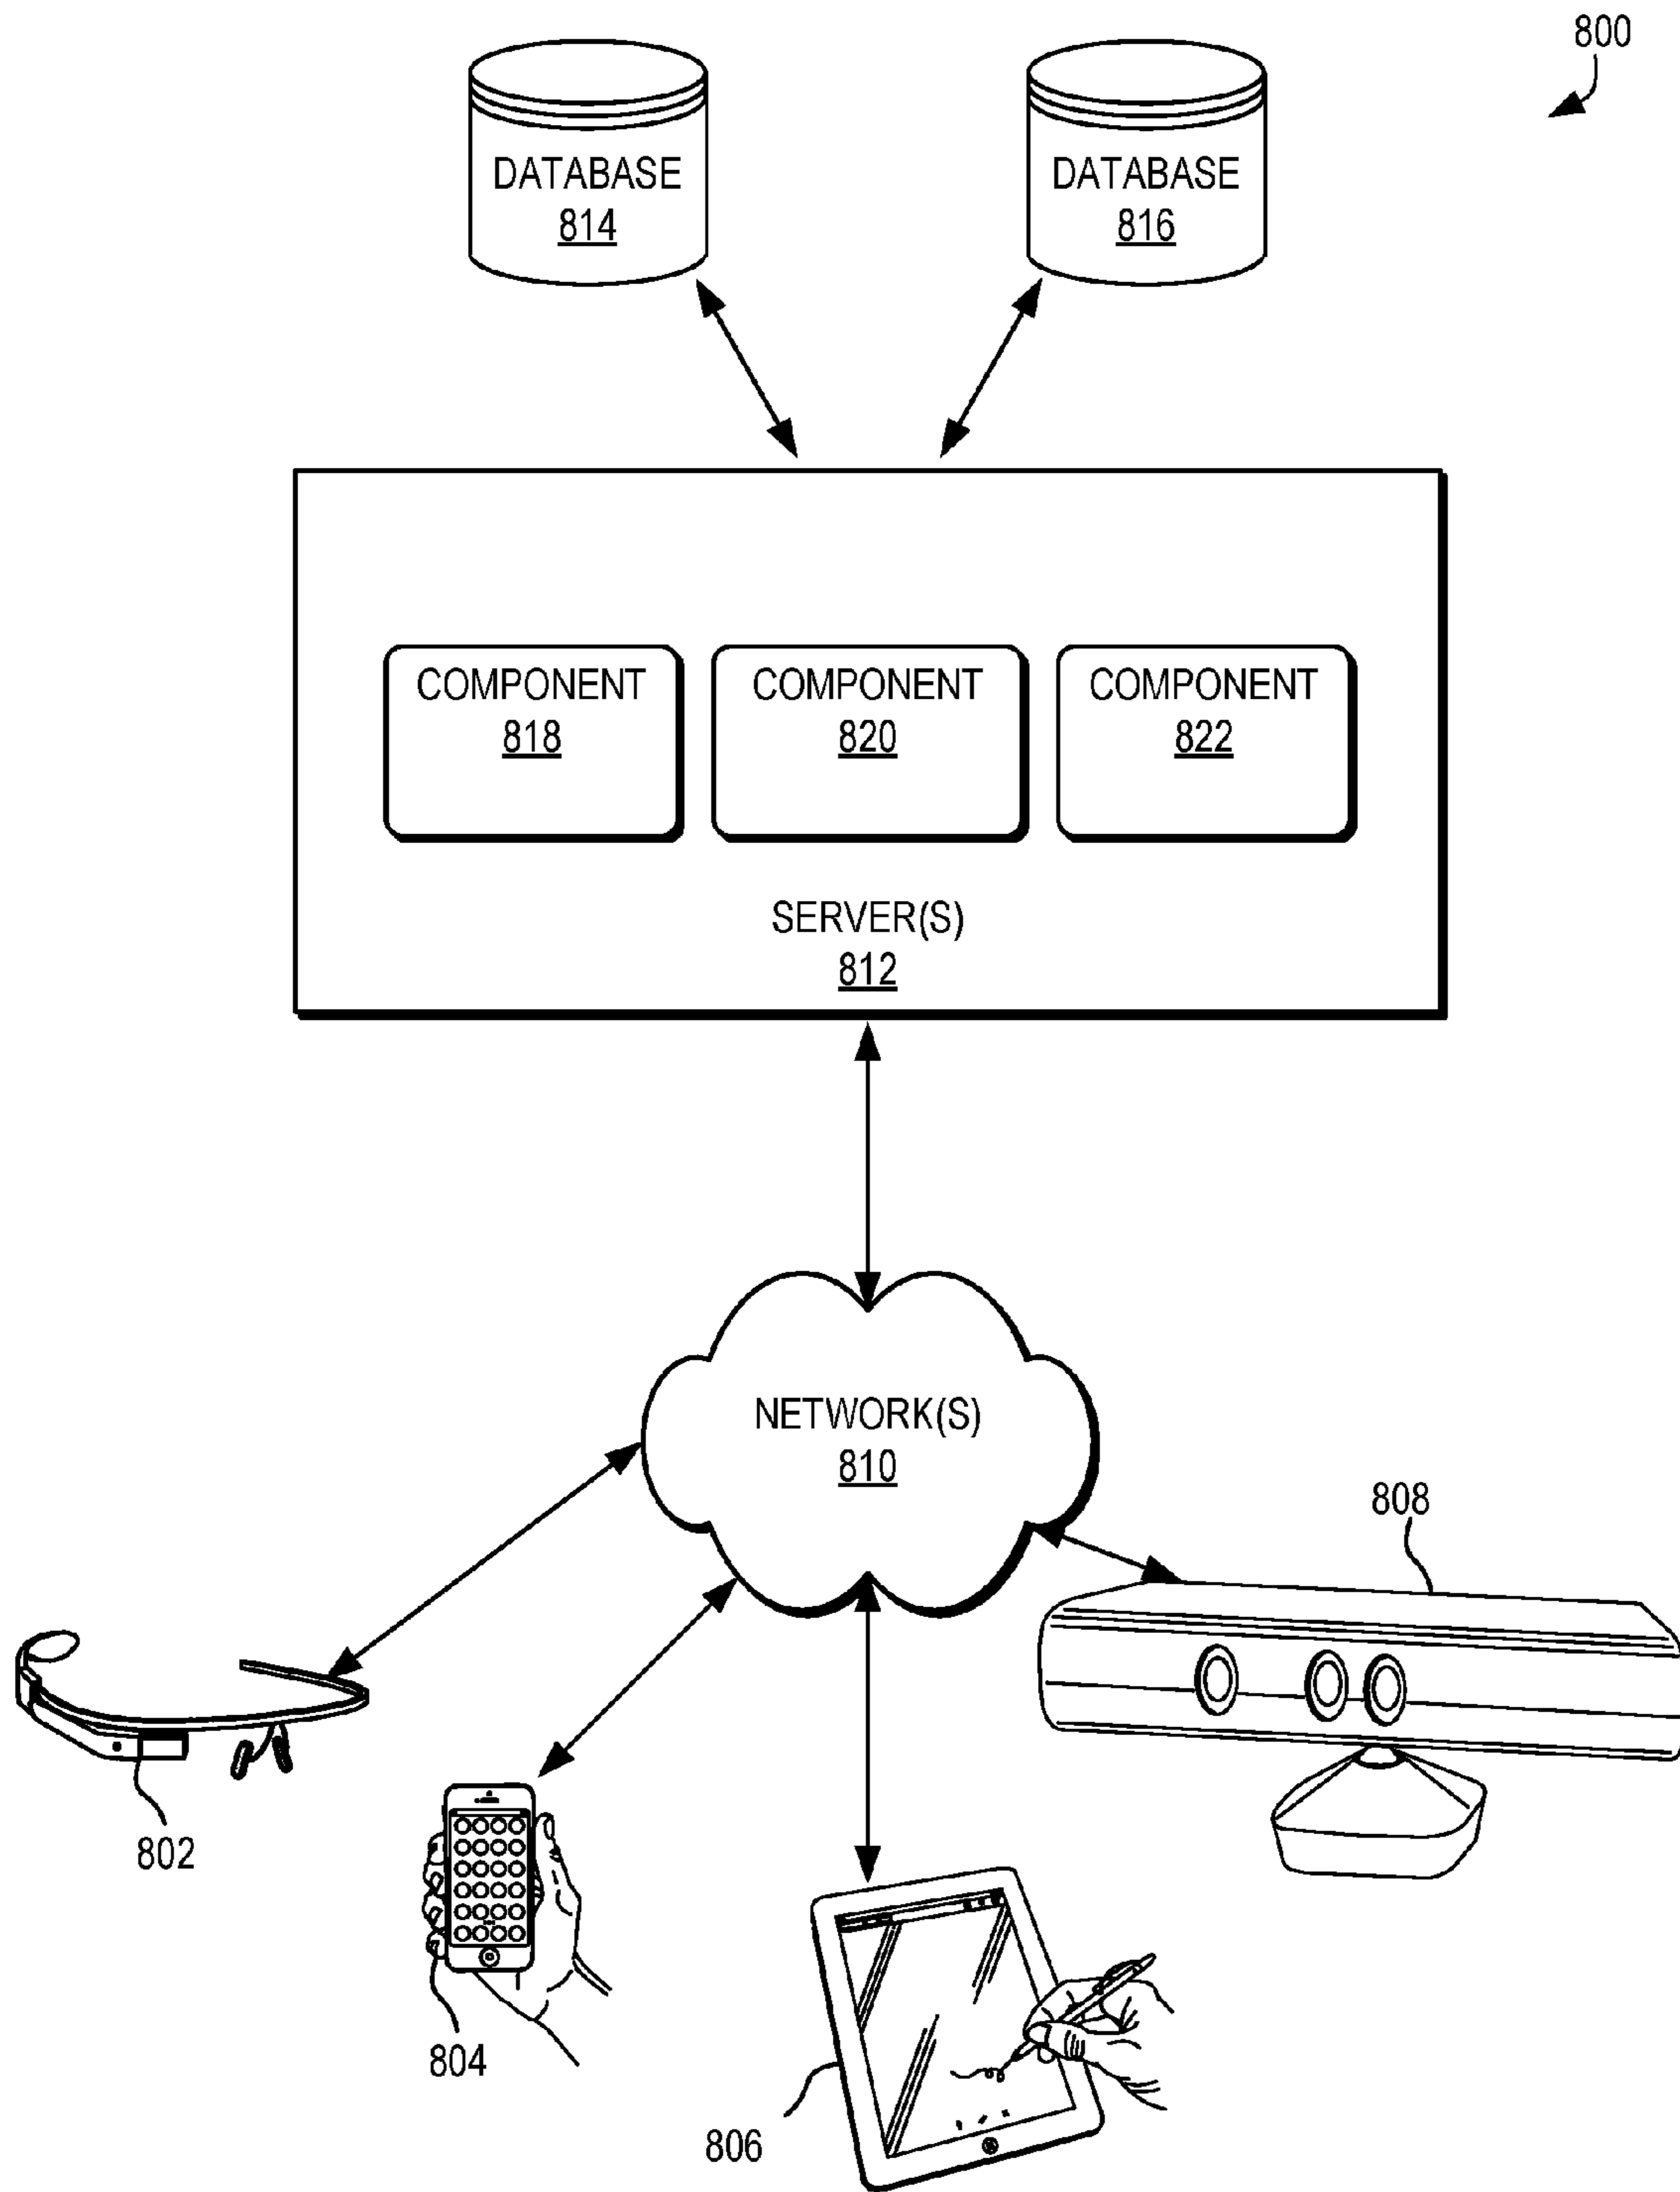 800
DATABASE
814
DATABASE
816
COMPONENT
818
COMPONENT
820
COMPONENT
822
SERVER(S)
812
NETWORK(S)
810
808
802
804
806